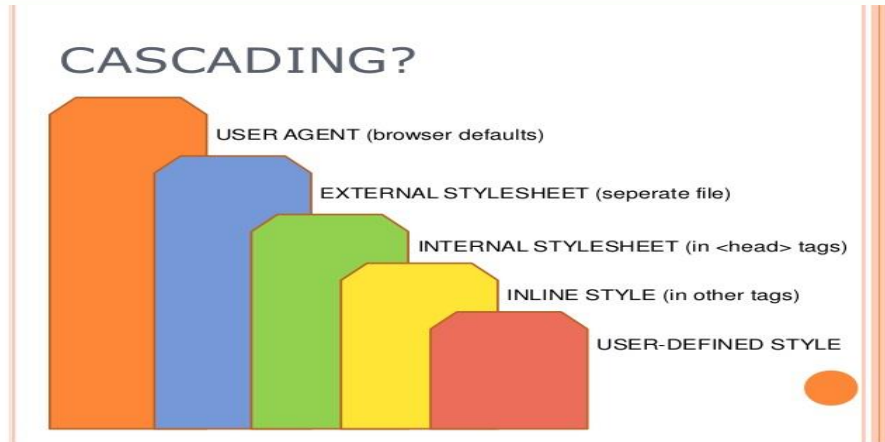 CASCADING?
USER AGENT (browser defaults)
EXTERNAL STYLESHEET (seperate file)
INTERNAL STYLESHEET (in <head> tags)
INLINE STYLE (in other tags)
USER-DEFINED STYLE